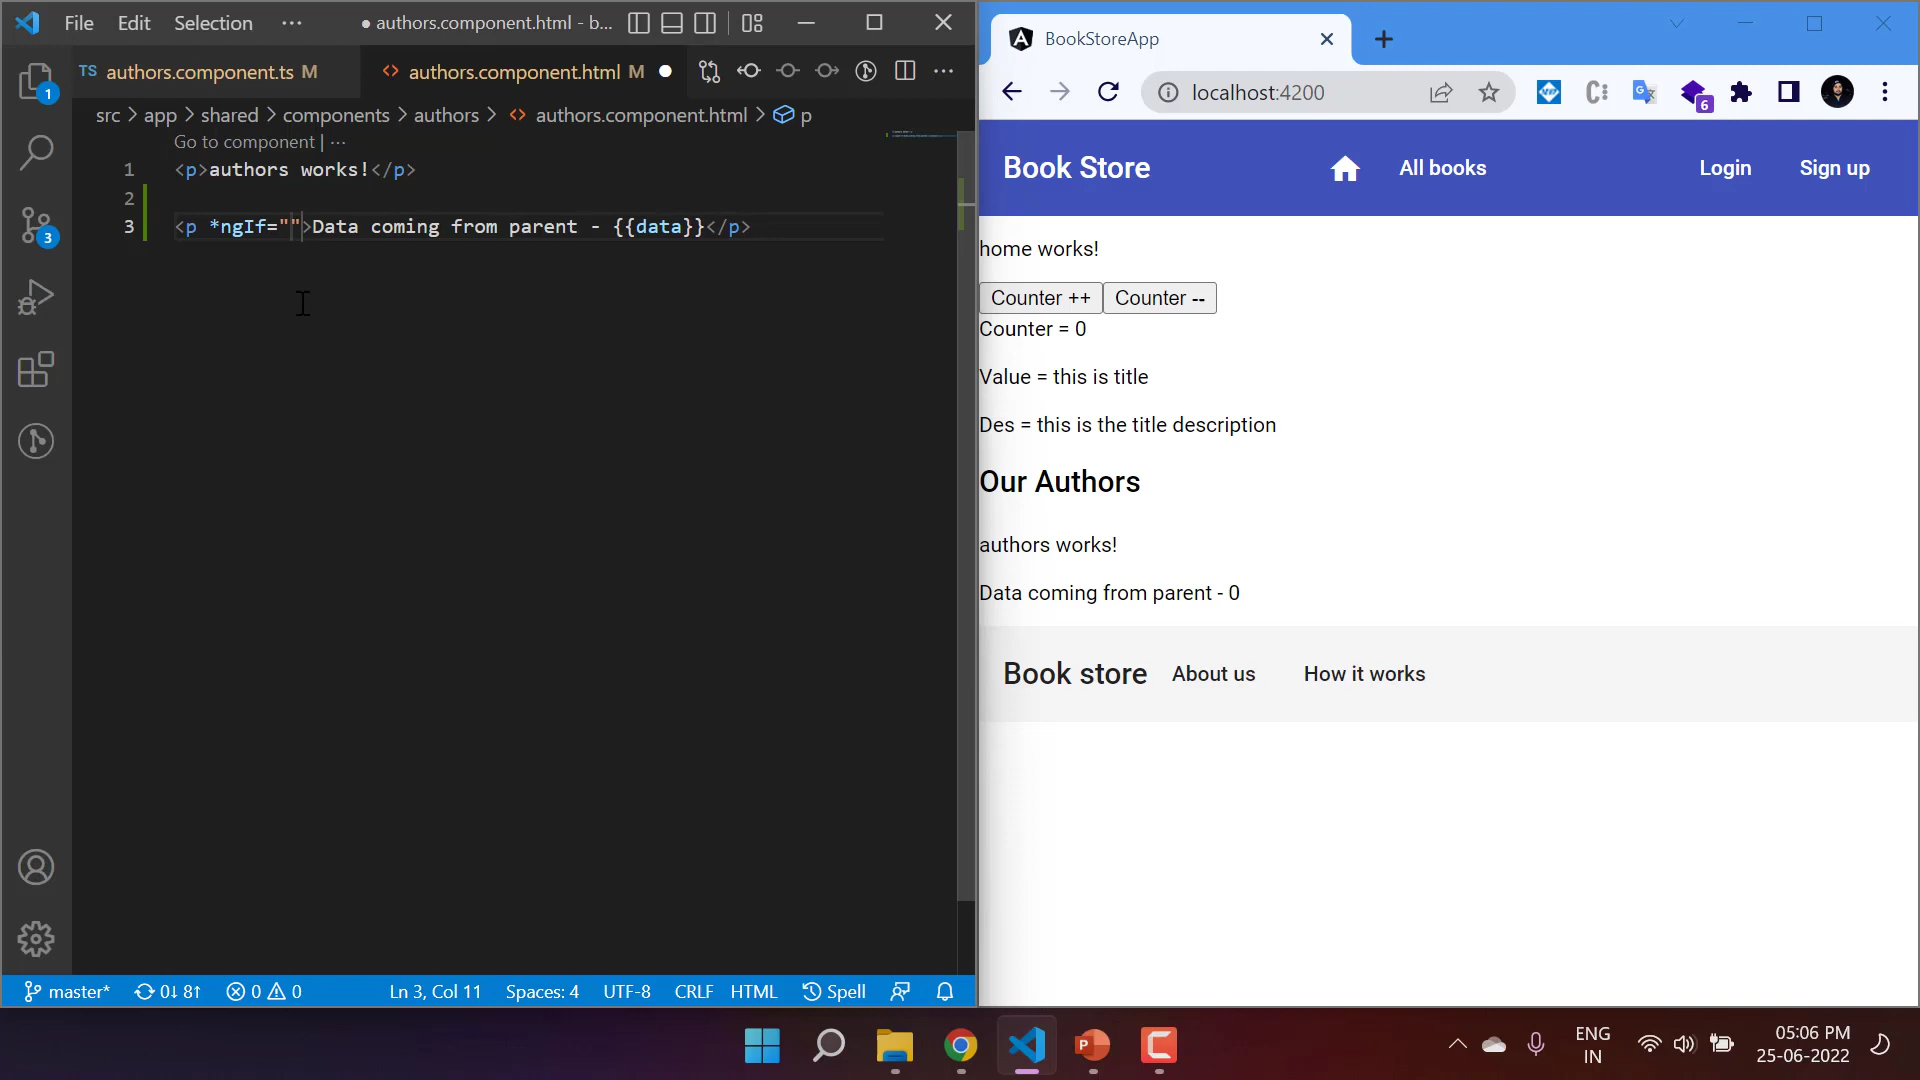 File Edit Selection ··· ● authors.component.html - b...
TS authors.component.ts M
<> authors.component.html M ● ···
src > app > shared > components > authors > <> authors.component.html > p
Go to component | ···
1 <p>authors works!</p>
2
3 <p *ngIf="">Data coming from parent - {{data}}</p>
1
3
master* 0↓ 8↑ 0 0 Ln 3, Col 11 Spaces: 4 UTF-8 CRLF HTML Spell
BookStoreApp
localhost:4200
6
Book Store All books Login Sign up
home works!
Counter ++ Counter --
Counter = 0
Value = this is title
Des = this is the title description
Our Authors
authors works!
Data coming from parent - 0
Book store About us How it works
ENG
IN
05:06 PM
25-06-2022